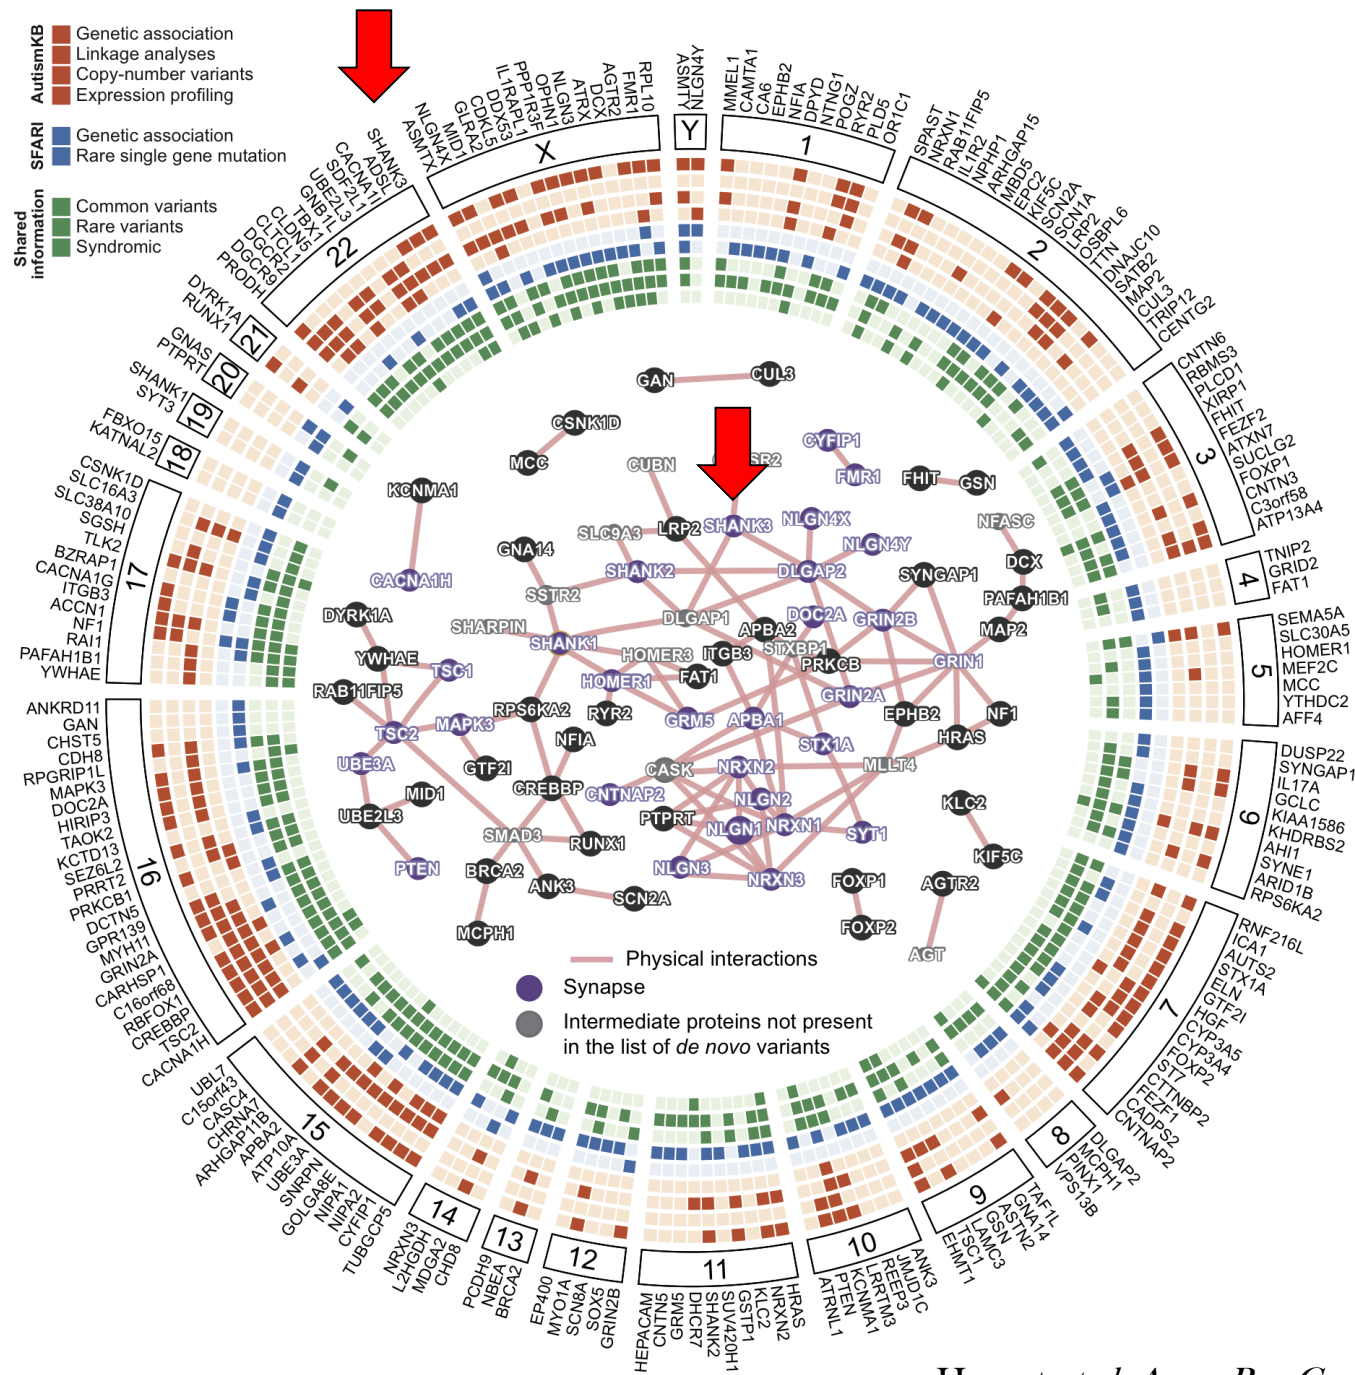 AutismKB
Genetic association
Linkage analyses
Copy-number variants
Expression profiling
SFARI
Genetic association
Rare single gene mutation
Shared
information
Common variants
Rare variants
Syndromic
X
ASMTX
NLGN4X
MID1
GLRA2
CDKL5
DDX53
IL1RAPL1
PPP1R3F
OPHN1
NLGN3
ATRX
DCX
AGTR2
FMR1
RPL10
Y
ASMTY
NLGN4Y
1
MMEL1
CAMTA1
CA6
EPHB2
NFIA
DPYD
NTNG1
POGZ
RYR2
PLD5
OR1C1
2
SPAST
NRXN1
RAB11FIP5
IL1R2
NPHP1
ARHGAP15
MBD5
EPC2
KIF5C
SCN2A
SCN1A
LRP2
OSBPL6
TTN
DNAJC10
SATB2
MAP2
CUL3
TRIP12
CENTG2
3
CNTN6
RBMS3
PLCD1
XIRP1
FHIT
FEZF2
ATXN7
SUCLG2
FOXP1
CNTN3
C3orf58
ATP13A4
4
TNIP2
GRID2
FAT1
5
SEMA5A
SLC30A5
HOMER1
MEF2C
MCC
YTHDC2
AFF4
6
DUSP22
SYNGAP1
IL17A
GCLC
KIAA1586
KHDRBS2
AHI1
SYNE1
ARID1B
RPS6KA2
7
RNF216L
ICA1
AUTS2
STX1A
ELN
GTF2I
HGF
CYP3A5
CYP3A4
FOXP2
ST7
CTTNBP2
FEZF1
CADPS2
CNTNAP2
8
DLGAP2
MCPH1
PINX1
VPS13B
9
TAF1L
GNA14
ASTN2
GSN
LAMC3
TSC1
EHMT1
10
ANK3
JMJD1C
REEP3
LRRTM3
KCNMA1
PTEN
ATRNL1
11
HRAS
NRXN2
KLC2
GSTP1
SUV420H1
SHANK2
DHCR7
GRM5
CNTN5
HEPACAM
12
GRIN2B
SOX5
SCN8A
MYO1A
EP400
13
BRCA2
NBEA
PCDH9
14
CHD8
MDGA2
L2HGDH
NRXN3
15
TUBGCP5
CYFIP1
NIPA2
NIPA1
GOLGA8E
SNRPN
UBE3A
ATP10A
APBA2
ARHGAP11B
CHRNA7
CASC4
C15orf43
UBL7
16
CACNA1H
TSC2
CREBBP
RBFOX1
C16orf68
CARHSP1
GRIN2A
MYH11
GPR139
DCTN5
PRKCB1
PRRT2
SEZ6L2
KCTD13
TAOK2
HIRIP3
DOC2A
MAPK3
RPGRIP1L
CDH8
CHST5
GAN
ANKRD11
17
YWHAE
PAFAH1B1
RAI1
NF1
ACCN1
ITGB3
CACNA1G
BZRAP1
TLK2
SGSH
SLC38A10
SLC16A3
CSNK1D
18
KATNAL2
FBXO15
19
SYT3
SHANK1
20
PTPRT
GNAS
21
RUNX1
DYRK1A
22
PRODH
DGCR9
DGCR2
CLTCL1
CLDN5
TBX1
GNB1L
UBE2L3
SDF2L1
CACNA1I
ADSL
SHANK3
GAN
CUL3
CSNK1D
MCC
CUBN
SR2
CYFIP1
FMR1
FHIT
GSN
KCNMA1
SLC9A3
LRP2
SHANK3
NLGN4X
NFASC
NLGN4Y
GNA14
DCX
CACNA1H
SHANK2
DLGAP2
SYNGAP1
SSTR2
PAFAH1B1
DYRK1A
SHARPIN
DLGAP1
DOC2A
GRIN2B
APBA2
MAP2
SHANK1
STXBP1
YWHAE
HOMER3
ITGB3
PRKCB
GRIN1
TSC1
FAT1
HOMER1
RAB11FIP5
GRIN2A
RPS6KA2
RYR2
GRM5
APBA1
EPHB2
NF1
TSC2
MAPK3
NFIA
STX1A
HRAS
UBE3A
GTF2I
CASK
NRXN2
MLLT4
MID1
CREBBP
CNTNAP2
NLGN2
KLC2
UBE2L3
PTPRT
NLGN1
NRXN1
SYT1
SMAD3
RUNX1
KIF5C
PTEN
BRCA2
NLGN3
NRXN3
FOXP1
AGTR2
ANK3
SCN2A
MCPH1
FOXP2
AGT
Physical interactions
Synapse
Intermediate proteins not present
in the list of de novo variants